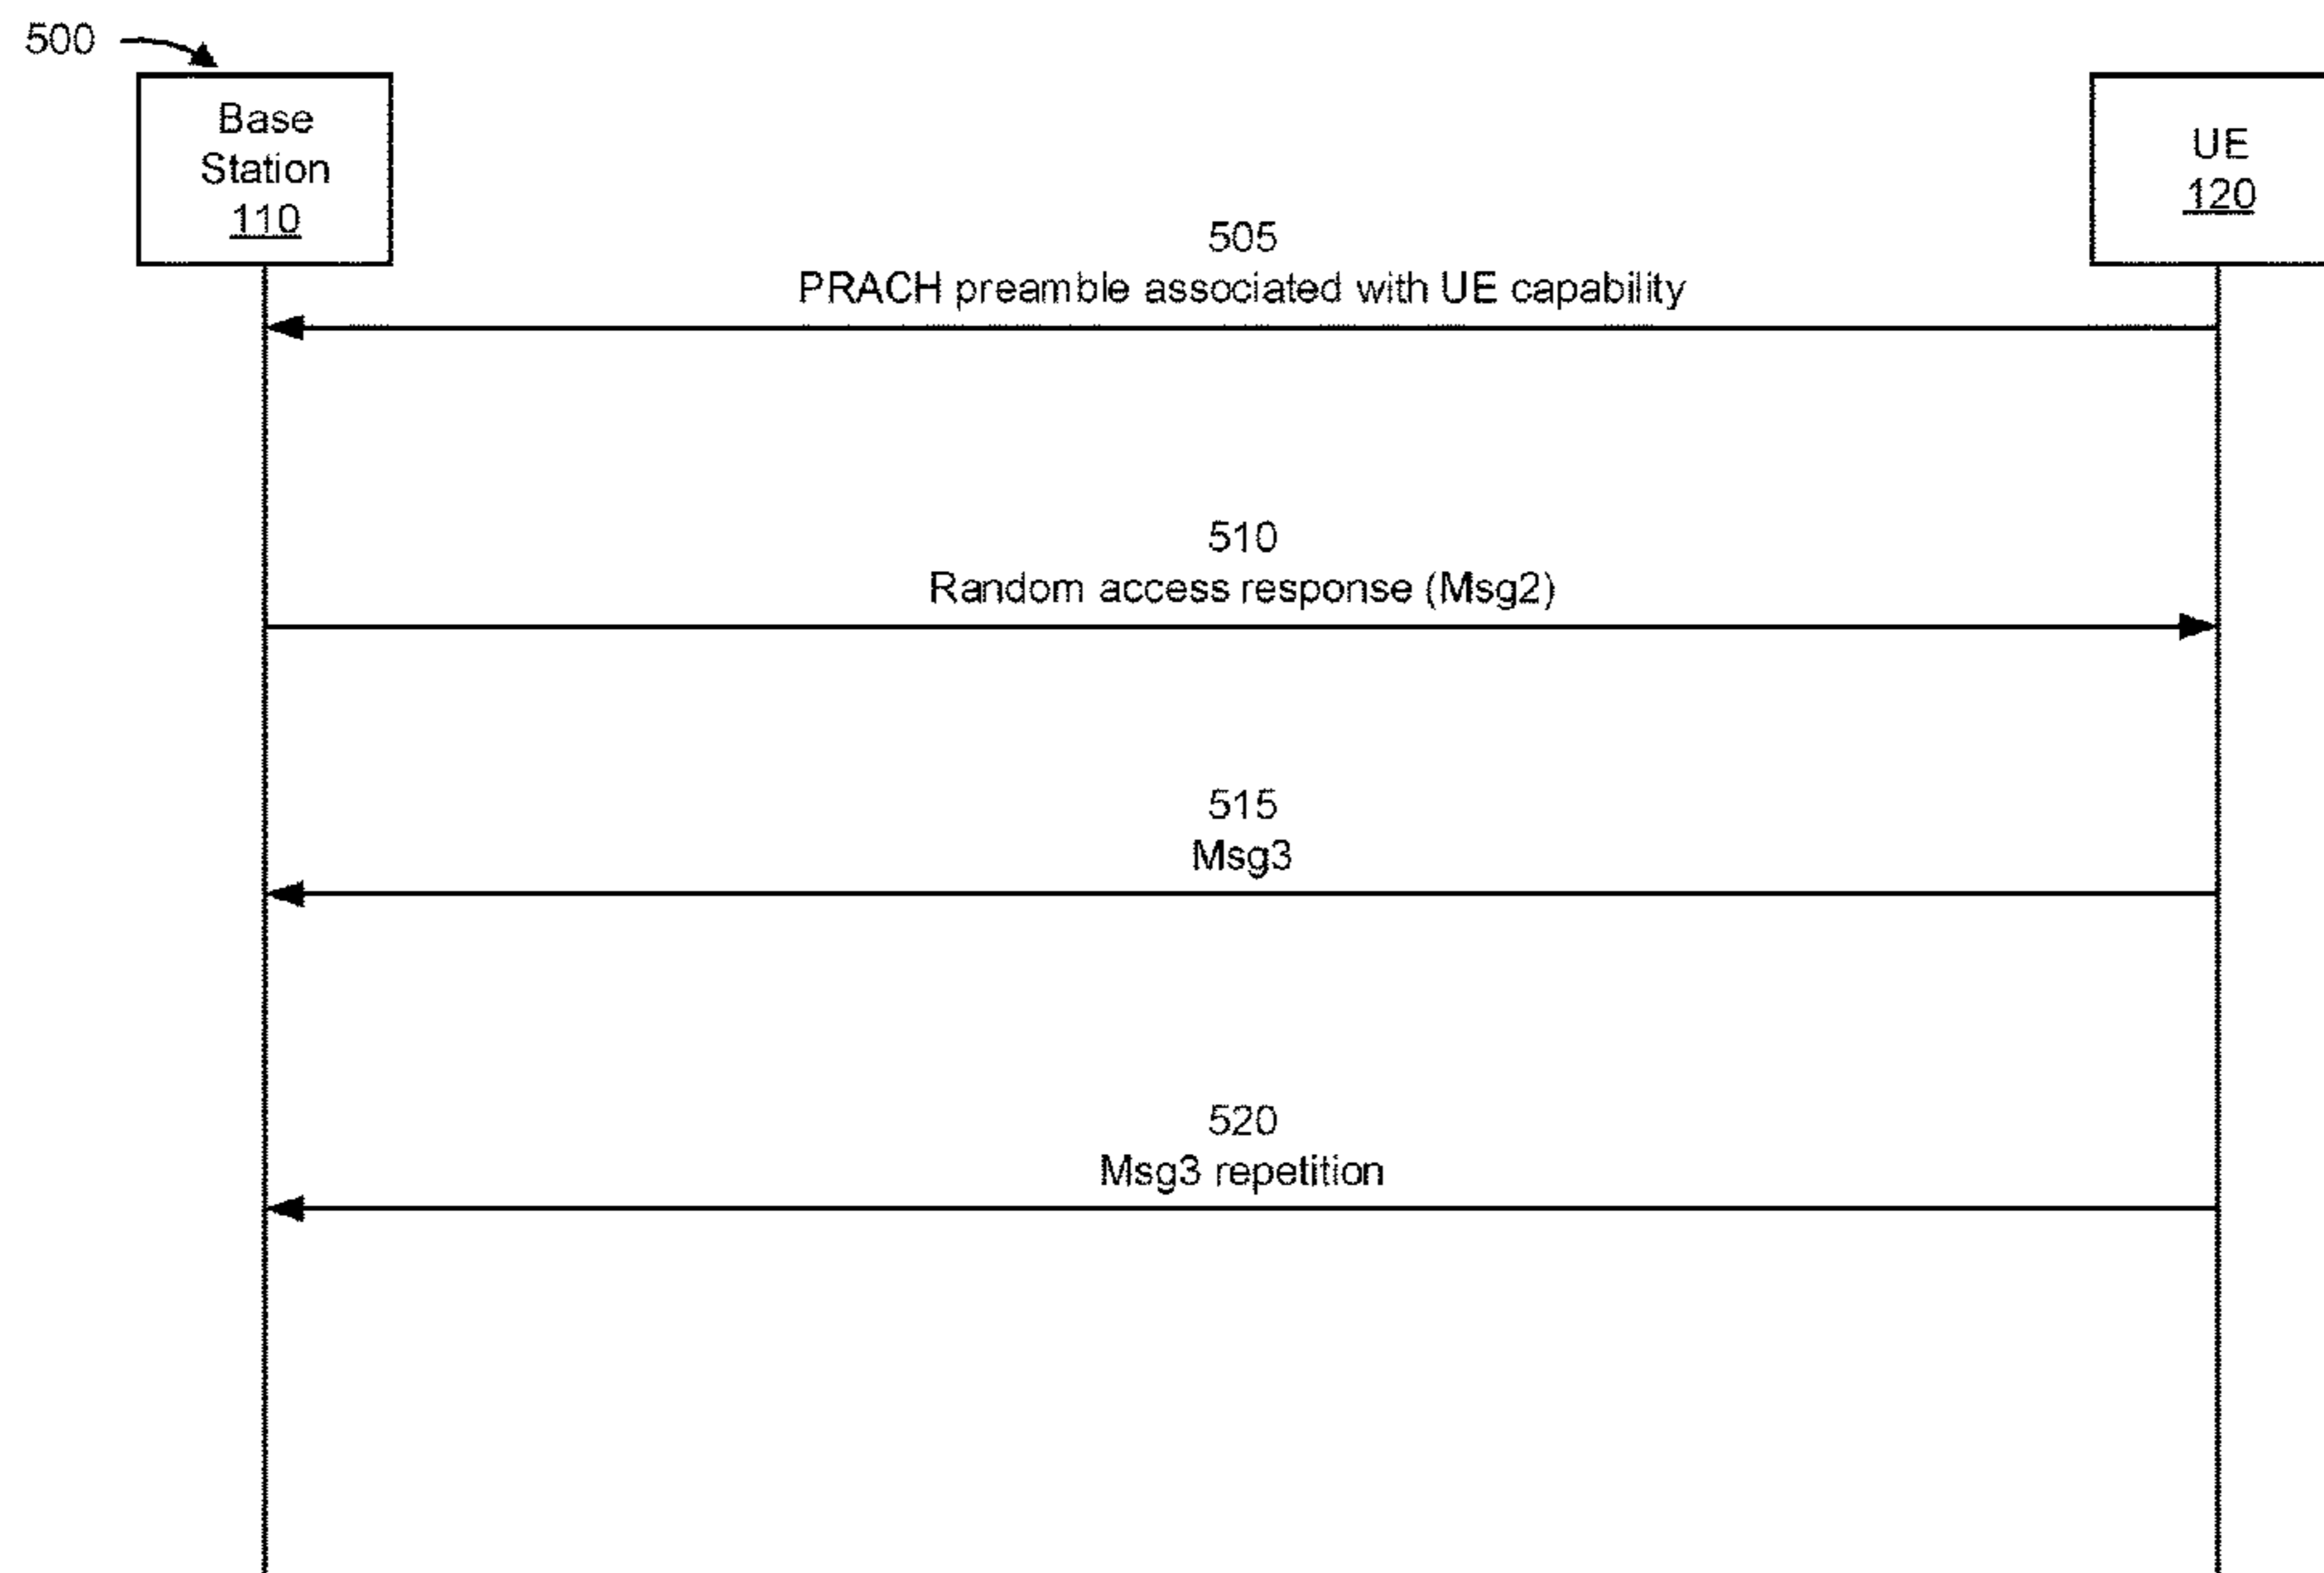 500
Base
Station
110
UE
120
505
PRACH preamble associated with UE capability
510
Random access response (Msg2)
515
Msg3
520
Msg3 repetition